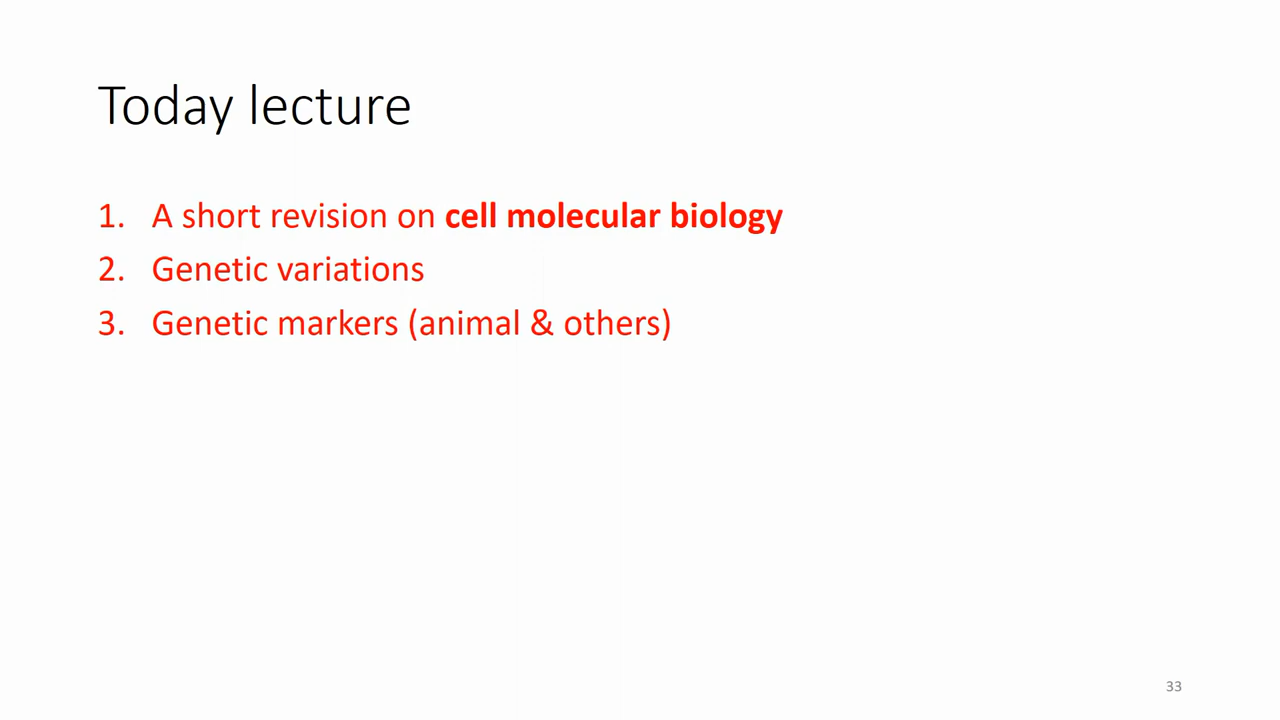 Today lecture
1. A short revision on cell molecular biology
2. Genetic variations
3. Genetic markers (animal & others)
33